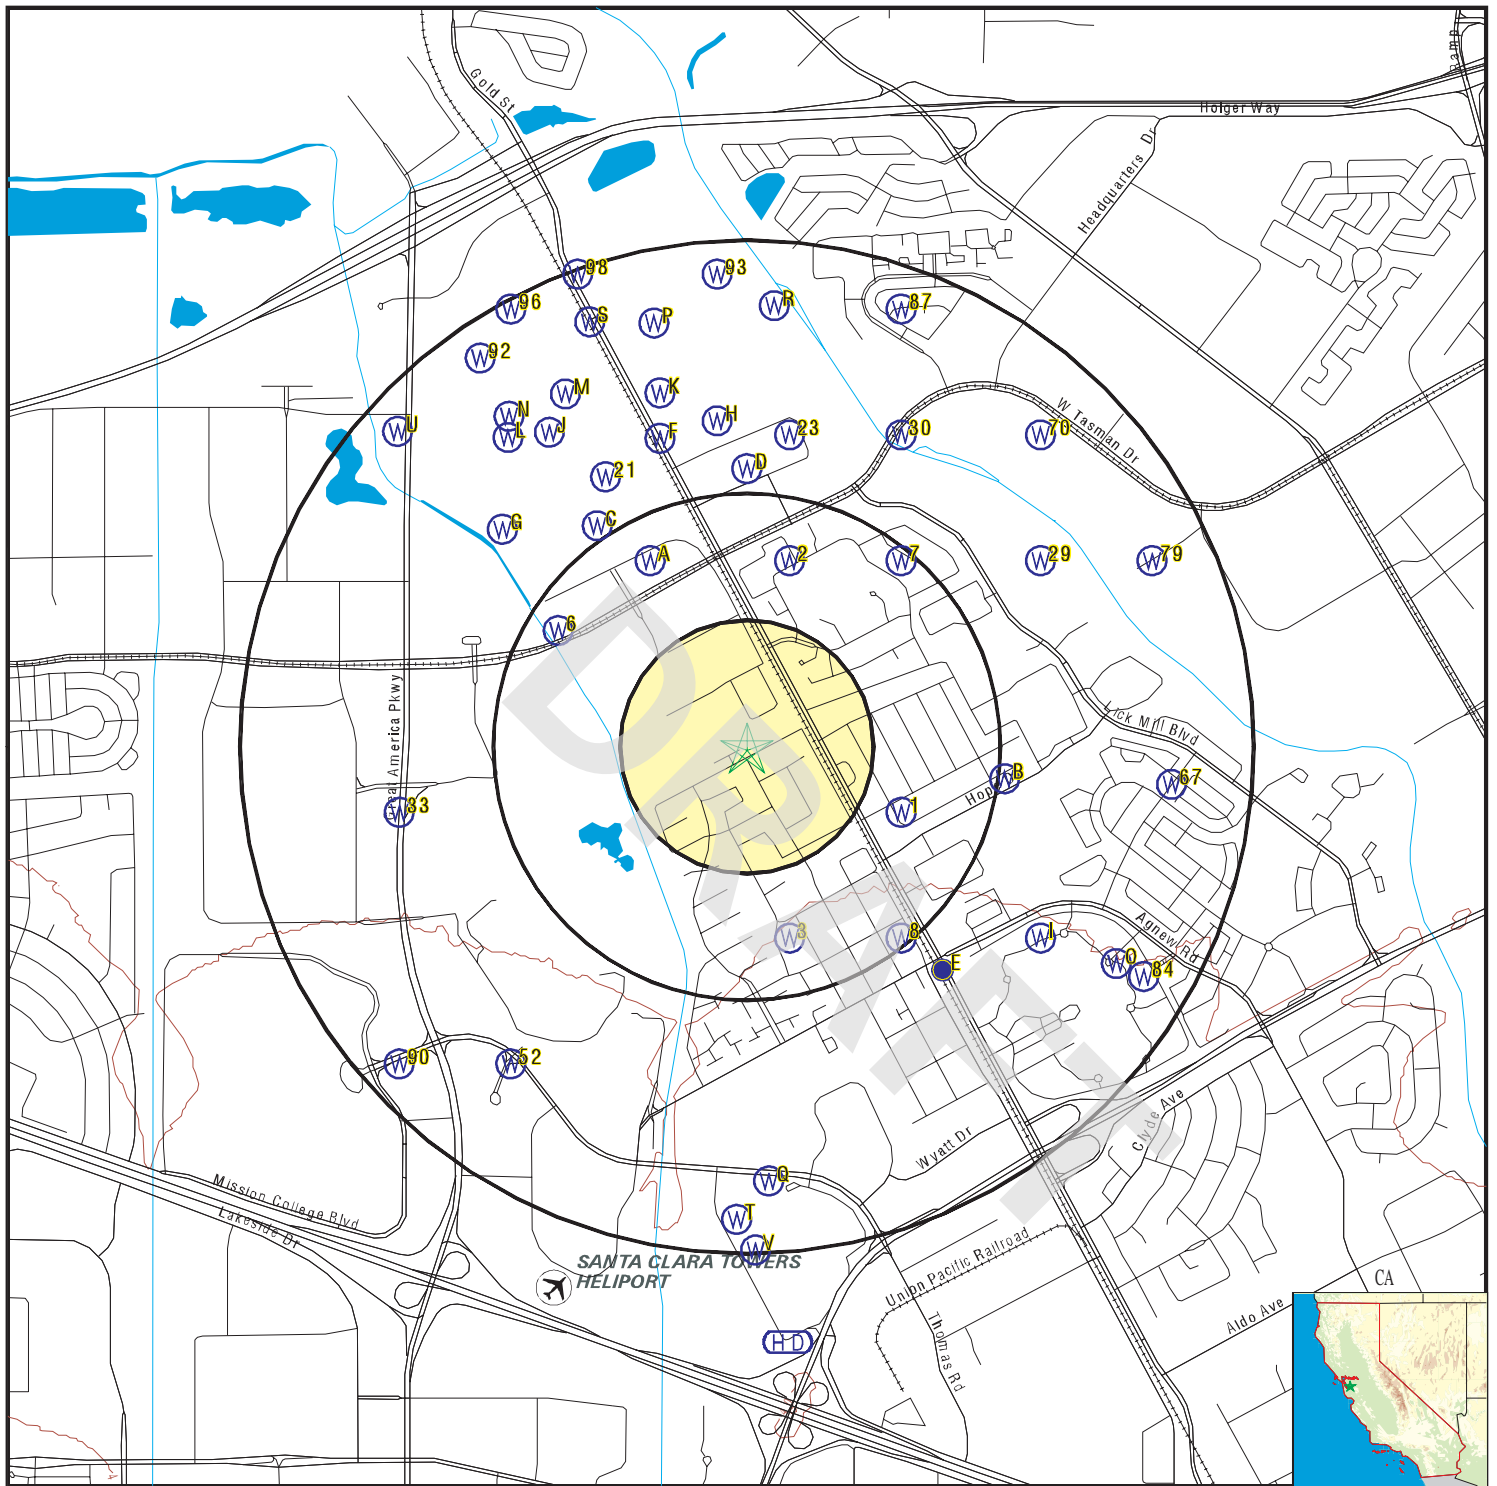 Gold St
Ramp
Holger Way
Headquarters Dr
W 98
W 93
W 96
W S
W P
W R
W 87
W 92
W M
W K
W N
W J
W L
W U
W F
W H
W 23
W 30
W 70
W Tasman Dr
W 21
W D
W G
W C
W A
W 2
W 7
W 29
W 79
W 6
DRAFT
Great America Pkwy
Lick Mill Blvd
W B
W 67
W 33
W 1
W 3
W 8
E
W I
Agnew Rd
W O
W 84
W 90
W 52
Clyde Ave
Wyatt Dr
Mission College Blvd
Lakeside Dr
W Q
W T
W V
SANTA CLARA TOWERS
HELIPORT
Union Pacific Railroad
Thomas Rd
HD
Aldo Ave
CA